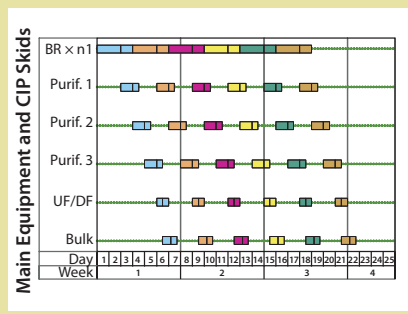 Main Equipment and CIP Skids
BR × n1
Purif. 1
Purif. 2
Purif. 3
UF/DF
Bulk
Day 1 2 3 4 5 6 7 8 9 10 11 12 13 14 15 16 17 18 19 20 21 22 23 24 25
Week 1 2 3 4